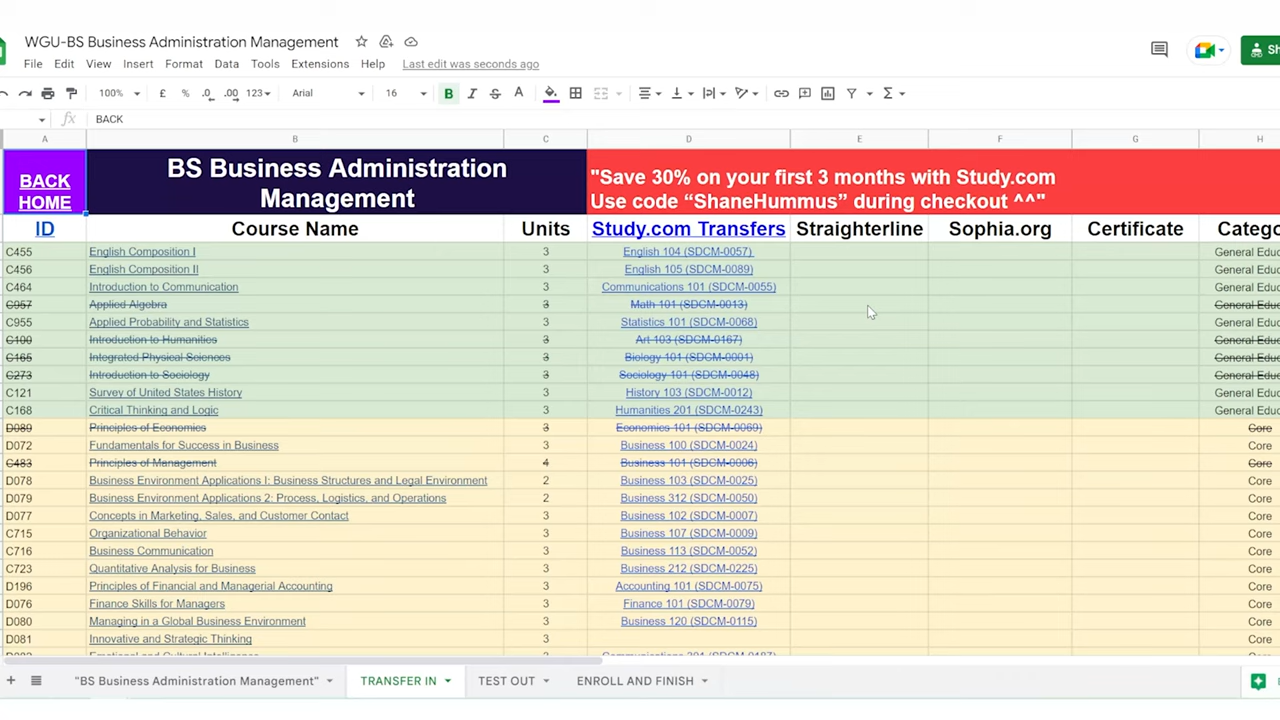 WGU-BS Business Administration Management
File Edit View Insert Format Data Tools Extensions Help Last edit was seconds ago
100% £ % .0 .00 123 Arial 16 B I S A
fx BACK
A B C D E F G H
BACK HOME
BS Business Administration Management
"Save 30% on your first 3 months with Study.com
Use code “ShaneHummus” during checkout ^^"
ID Course Name Units Study.com Transfers Straighterline Sophia.org Certificate Catego
C455 English Composition I 3 English 104 (SDCM-0057) General Educ
C456 English Composition II 3 English 105 (SDCM-0089) General Educ
C464 Introduction to Communication 3 Communications 101 (SDCM-0055) General Educ
C957 Applied Algebra 3 Math 101 (SDCM-0013) General Educ
C955 Applied Probability and Statistics 3 Statistics 101 (SDCM-0068) General Educ
C100 Introduction to Humanities 3 Art 103 (SDCM-0167) General Educ
C165 Integrated Physical Sciences 3 Biology 101 (SDCM-0001) General Educ
C273 Introduction to Sociology 3 Sociology 101 (SDCM-0048) General Educ
C121 Survey of United States History 3 History 103 (SDCM-0012) General Educ
C168 Critical Thinking and Logic 3 Humanities 201 (SDCM-0243) General Educ
D089 Principles of Economics 3 Economics 101 (SDCM-0069) Core
D072 Fundamentals for Success in Business 3 Business 100 (SDCM-0024) Core
C483 Principles of Management 4 Business 101 (SDCM-0006) Core
D078 Business Environment Applications I: Business Structures and Legal Environment 2 Business 103 (SDCM-0025) Core
D079 Business Environment Applications 2: Process, Logistics, and Operations 2 Business 312 (SDCM-0050) Core
D077 Concepts in Marketing, Sales, and Customer Contact 3 Business 102 (SDCM-0007) Core
C715 Organizational Behavior 3 Business 107 (SDCM-0009) Core
C716 Business Communication 3 Business 113 (SDCM-0052) Core
C723 Quantitative Analysis for Business 3 Business 212 (SDCM-0225) Core
D196 Principles of Financial and Managerial Accounting 3 Accounting 101 (SDCM-0075) Core
D076 Finance Skills for Managers 3 Finance 101 (SDCM-0079) Core
D080 Managing in a Global Business Environment 3 Business 120 (SDCM-0115) Core
D081 Innovative and Strategic Thinking 3 Core
"BS Business Administration Management" TRANSFER IN TEST OUT ENROLL AND FINISH